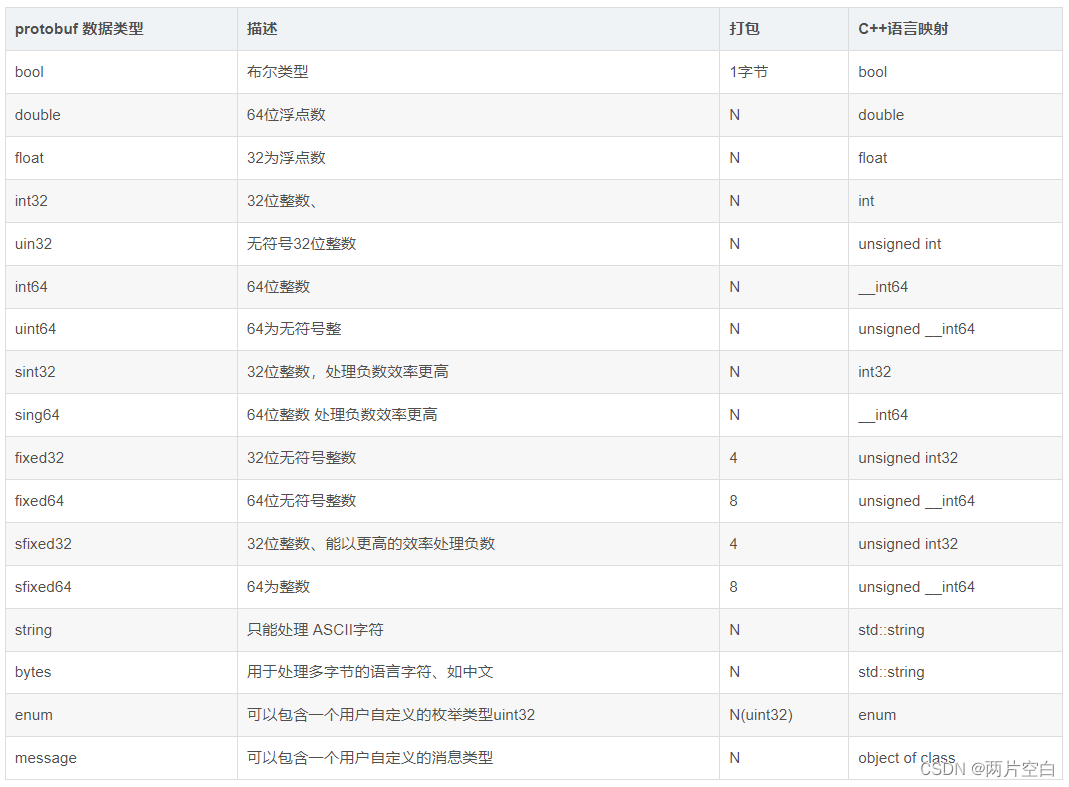 protobuf 数据类型 描述 打包 C++语言映射
bool 布尔类型 1字节 bool
double 64位浮点数 N double
float 32为浮点数 N float
int32 32位整数、 N int
uin32 无符号32位整数 N unsigned int
int64 64位整数 N __int64
uint64 64为无符号整 N unsigned __int64
sint32 32位整数，处理负数效率更高 N int32
sing64 64位整数 处理负数效率更高 N __int64
fixed32 32位无符号整数 4 unsigned int32
fixed64 64位无符号整数 8 unsigned __int64
sfixed32 32位整数、能以更高的效率处理负数 4 unsigned int32
sfixed64 64为整数 8 unsigned __int64
string 只能处理 ASCII字符 N std::string
bytes 用于处理多字节的语言字符、如中文 N std::string
enum 可以包含一个用户自定义的枚举类型uint32 N(uint32) enum
message 可以包含一个用户自定义的消息类型 N object of class
CSDN @两片空白